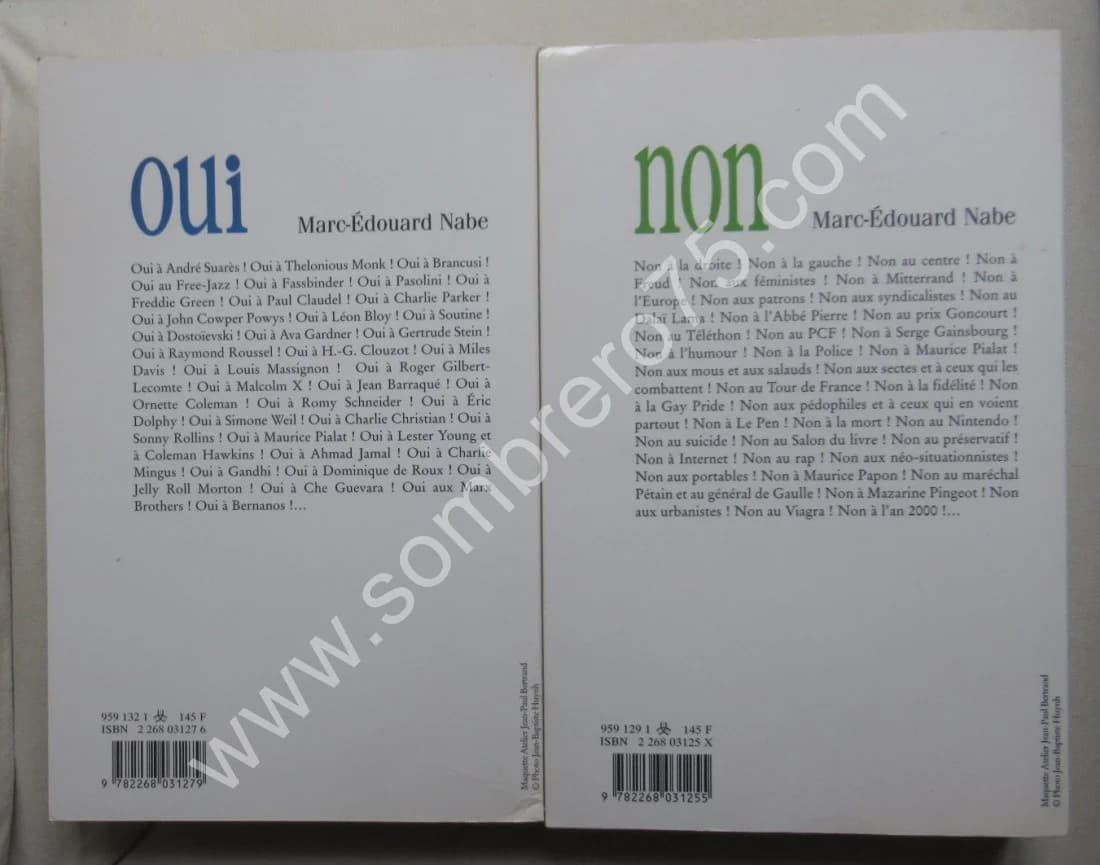 oui
Marc-Édouard Nabe
Oui à André Suarès ! Oui à Thelonious Monk ! Oui à Brancusi !
Oui au Free-Jazz ! Oui à Fassbinder ! Oui à Pasolini ! Oui à
Freddie Green ! Oui à Paul Claudel ! Oui à Charlie Parker !
Oui à John Cowper Powys ! Oui à Léon Bloy ! Oui à Soutine !
Oui à Dostoïevski ! Oui à Ava Gardner ! Oui à Gertrude Stein !
Oui à Raymond Roussel ! Oui à H.-G. Clouzot ! Oui à Miles
Davis ! Oui à Louis Massignon ! Oui à Roger Gilbert-
Lecomte ! Oui à Malcolm X ! Oui à Jean Barraqué ! Oui à
Ornette Coleman ! Oui à Romy Schneider ! Oui à Éric
Dolphy ! Oui à Simone Weil ! Oui à Charlie Christian ! Oui à
Sonny Rollins ! Oui à Maurice Pialat ! Oui à Lester Young et
à Coleman Hawkins ! Oui à Ahmad Jamal ! Oui à Charlie
Mingus ! Oui à Gandhi ! Oui à Dominique de Roux ! Oui à
Jelly Roll Morton ! Oui à Che Guevara ! Oui aux Marx
Brothers ! Oui à Bernanos !...
959 132 1 145 F
ISBN 2 268 03127 6
9 782268 031279
Maquette Atelier Jean-Paul Bertrand
© Photo Jean-Baptiste Huynh
non
Marc-Édouard Nabe
Non à la droite ! Non à la gauche ! Non au centre ! Non à
Freud ! Non aux féministes ! Non à Mitterrand ! Non à
l'Europe ! Non aux patrons ! Non aux syndicalistes ! Non au
Dalaï Lama ! Non à l'Abbé Pierre ! Non au prix Goncourt !
Non au Téléthon ! Non au PCF ! Non à Serge Gainsbourg !
Non à l'humour ! Non à la Police ! Non à Maurice Pialat !
Non aux mous et aux salauds ! Non aux sectes et à ceux qui les
combattent ! Non au Tour de France ! Non à la fidélité ! Non
à la Gay Pride ! Non aux pédophiles et à ceux qui en voient
partout ! Non à Le Pen ! Non à la mort ! Non au Nintendo !
Non au suicide ! Non au Salon du livre ! Non au préservatif !
Non à Internet ! Non au rap ! Non aux néo-situationnistes !
Non aux portables ! Non à Maurice Papon ! Non au maréchal
Pétain et au général de Gaulle ! Non à Mazarine Pingeot ! Non
aux urbanistes ! Non au Viagra ! Non à l'an 2000 !...
959 129 1 145 F
ISBN 2 268 03125 X
9 782268 031255
Maquette Atelier Jean-Paul Bertrand
© Photo Jean-Baptiste Huynh
www.sombrero75.com